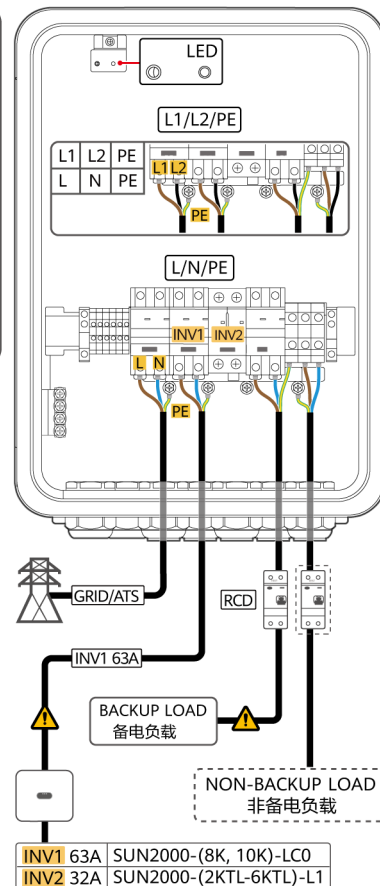 LED
L1/L2/PE
L1 L2 PE
L N PE
L1 L2
PE
L/N/PE
INV1 INV2
L N
PE
GRID/ATS
RCD
INV1 63A
BACKUP LOAD
备电负载
NON-BACKUP LOAD
非备电负载
INV1 63A SUN2000-(8K, 10K)-LC0
INV2 32A SUN2000-(2KTL-6KTL)-L1